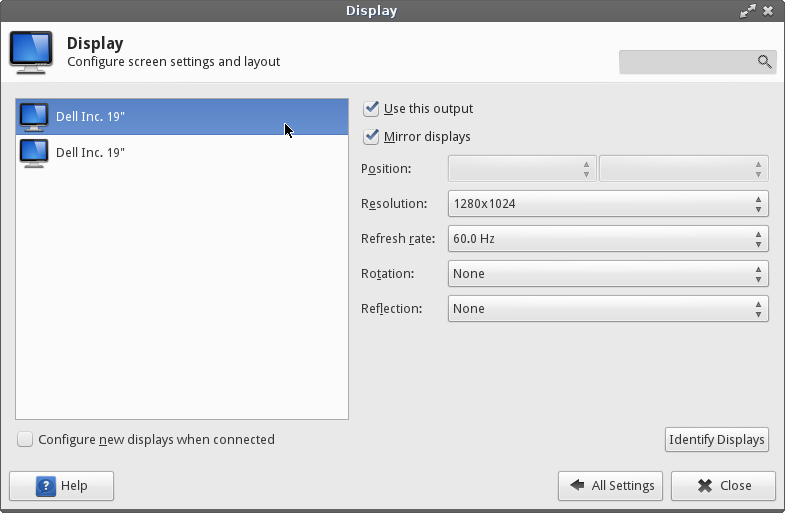 Display
Display
Configure screen settings and layout
Dell Inc. 19"
Dell Inc. 19"
Use this output
Mirror displays
Position:
Resolution: 1280x1024
Refresh rate: 60.0 Hz
Rotation: None
Reflection: None
Configure new displays when connected
Identify Displays
? Help
All Settings
Close